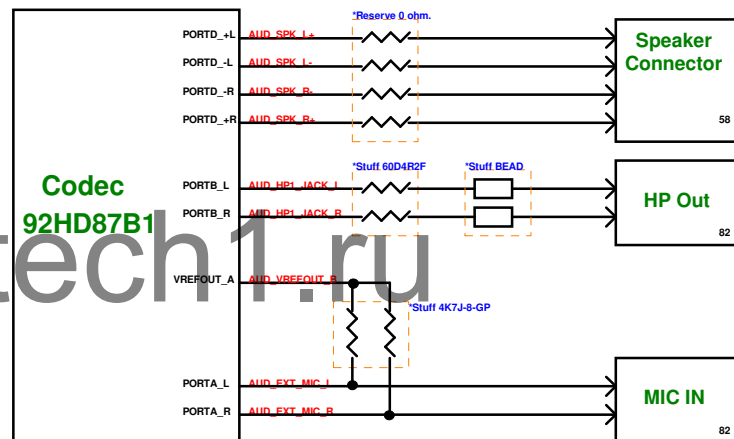 *Reserve 0 ohm.
PORTD_+L AUD_SPK_L+
PORTD_-L AUD_SPK_L-
PORTD_-R AUD_SPK_R-
PORTD_+R AUD_SPK_R+
Speaker
Connector
58
*Stuff 60D4R2F *Stuff BEAD
PORTB_L AUD_HP1_JACK_L
PORTB_R AUD_HP1_JACK_R
HP Out
82
Codec
92HD87B1
tech1.ru
VREFOUT_A AUD_VREFOUT_B
*Stuff 4K7J-8-GP
PORTA_L AUD_EXT_MIC_L
PORTA_R AUD_EXT_MIC_R
MIC IN
82